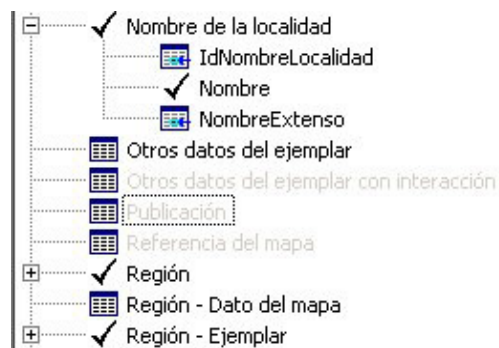 Nombre de la localidad
IdNombreLocalidad
Nombre
NombreExtenso
Otros datos del ejemplar
Otros datos del ejemplar con interacción
Publicación
Referencia del mapa
Región
Región - Dato del mapa
Región - Ejemplar